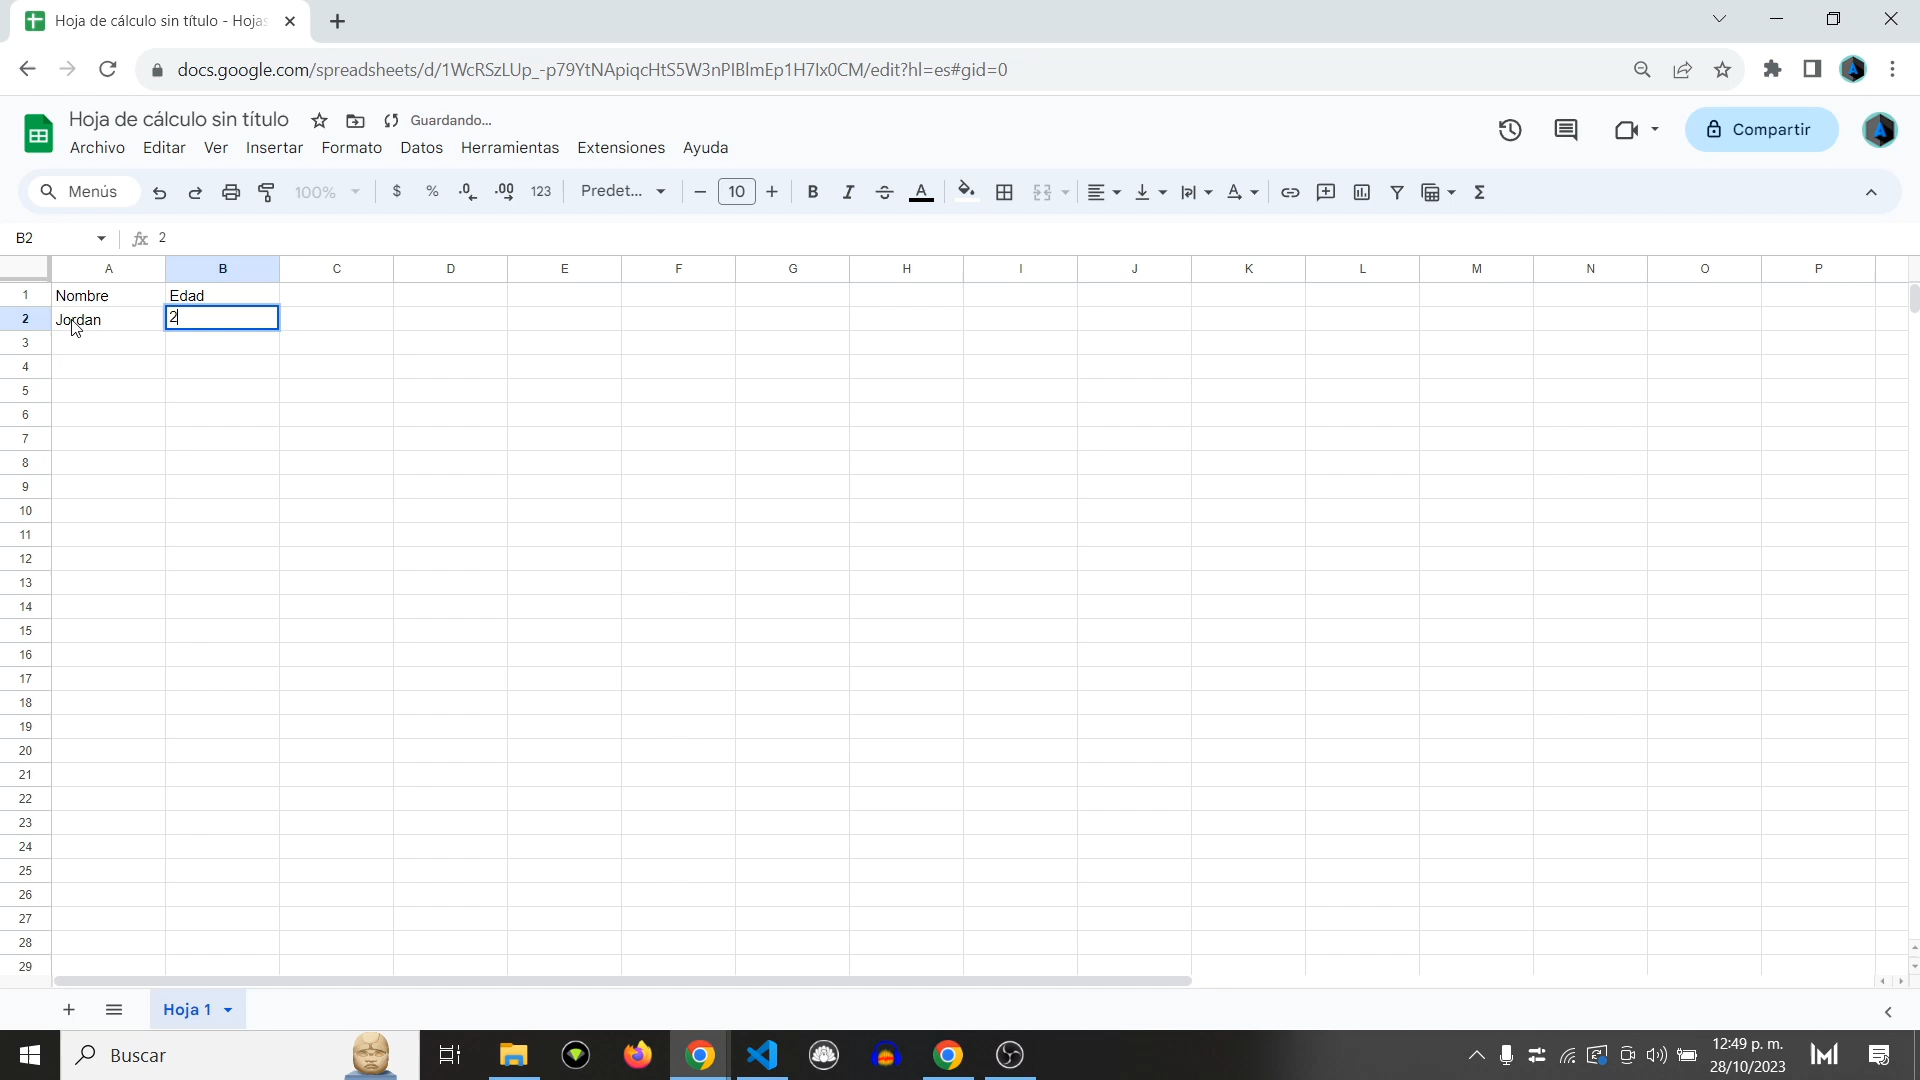 Hoja de cálculo sin título - Hojas
docs.google.com/spreadsheets/d/1WcRSzLUp_-p79YtNApiqcHtS5W3nPIBlmEp1H7Ix0CM/edit?hl=es#gid=0
Hoja de cálculo sin título Guardando...
Archivo Editar Ver Insertar Formato Datos Herramientas Extensiones Ayuda
Compartir
Menús 100% $ % .0 .00 123 Predet... 10 B I A Σ
B2 fx 2
A B C D E F G H I J K L M N O P
1 Nombre Edad
2 Jordan 2
3
4
5
6
7
8
9
10
11
12
13
14
15
16
17
18
19
20
21
22
23
24
25
26
27
28
29
Hoja 1
Buscar
12:49 p. m.
28/10/2023